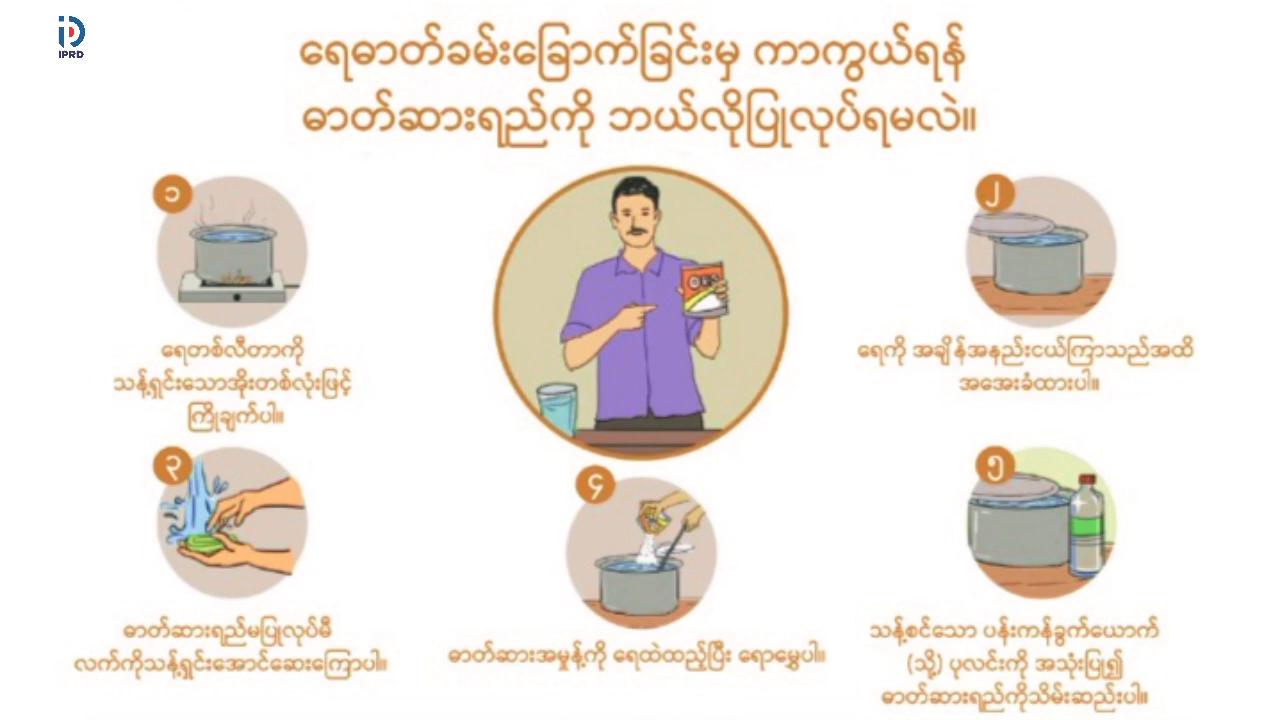 IPRD
ရေဓာတ်ခမ်းခြောက်ခြင်းမှ ကာကွယ်ရန်
ဓာတ်ဆားရည်ကို ဘယ်လိုပြုလုပ်ရမလဲ။
၁
ရေတစ်လီတာကို
သန့်ရှင်းသောအိုးတစ်လုံးဖြင့်
ကြိုချက်ပါ။
ORS
၂
ရေကို အချိန်အနည်းငယ်ကြာသည်အထိ
အအေးခံထားပါ။
၃
ဓာတ်ဆားရည်မပြုလုပ်မီ
လက်ကိုသန့်ရှင်းအောင်ဆေးကြောပါ။
၄
ဓာတ်ဆားအမှုန့်ကို ရေထဲထည့်ပြီး ရောမွှေပါ။
၅
သန့်စင်သော ပန်းကန်ခွက်ယောက်
(သို့) ပုလင်းကို အသုံးပြု၍
ဓာတ်ဆားရည်ကိုသိမ်းဆည်းပါ။